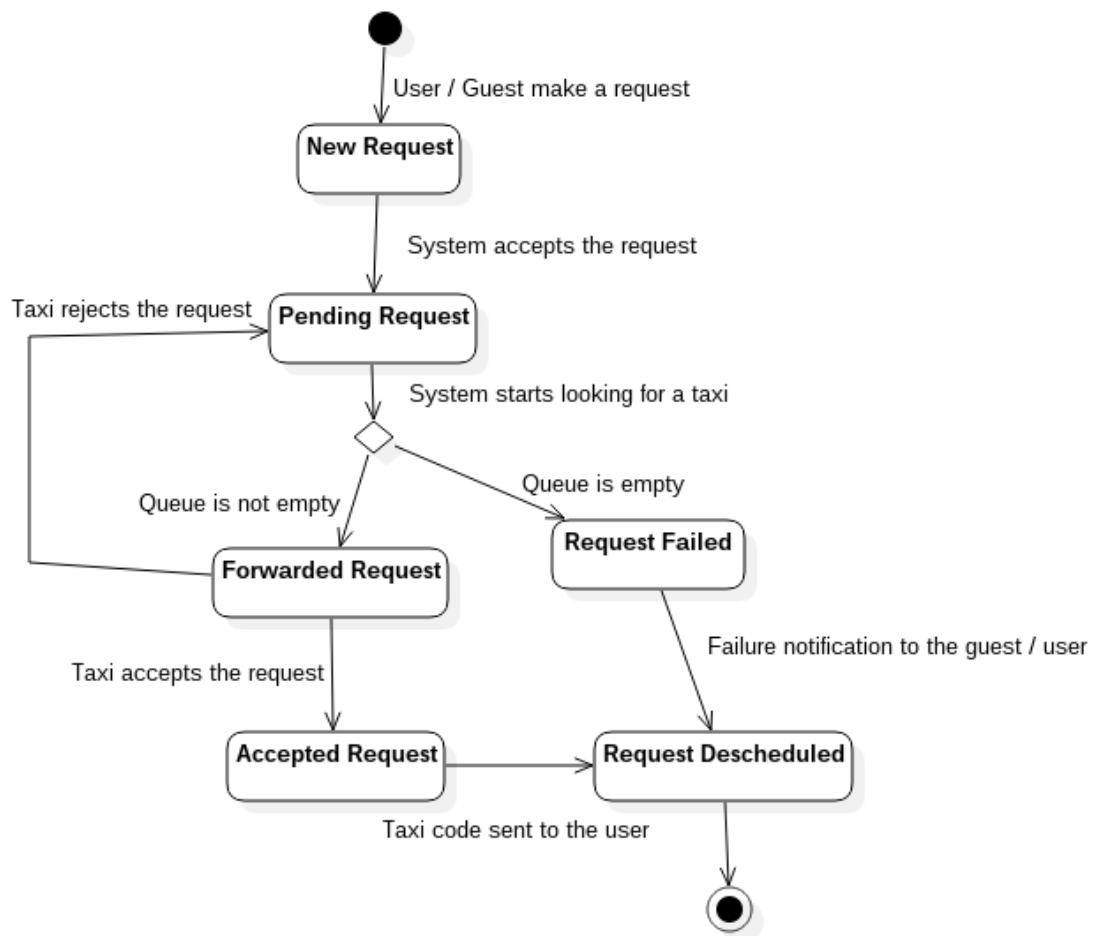 User / Guest make a request
New Request
System accepts the request
Taxi rejects the request
Pending Request
System starts looking for a taxi
Queue is empty
Queue is not empty
Request Failed
Forwarded Request
Failure notification to the guest / user
Taxi accepts the request
Accepted Request
Request Descheduled
Taxi code sent to the user